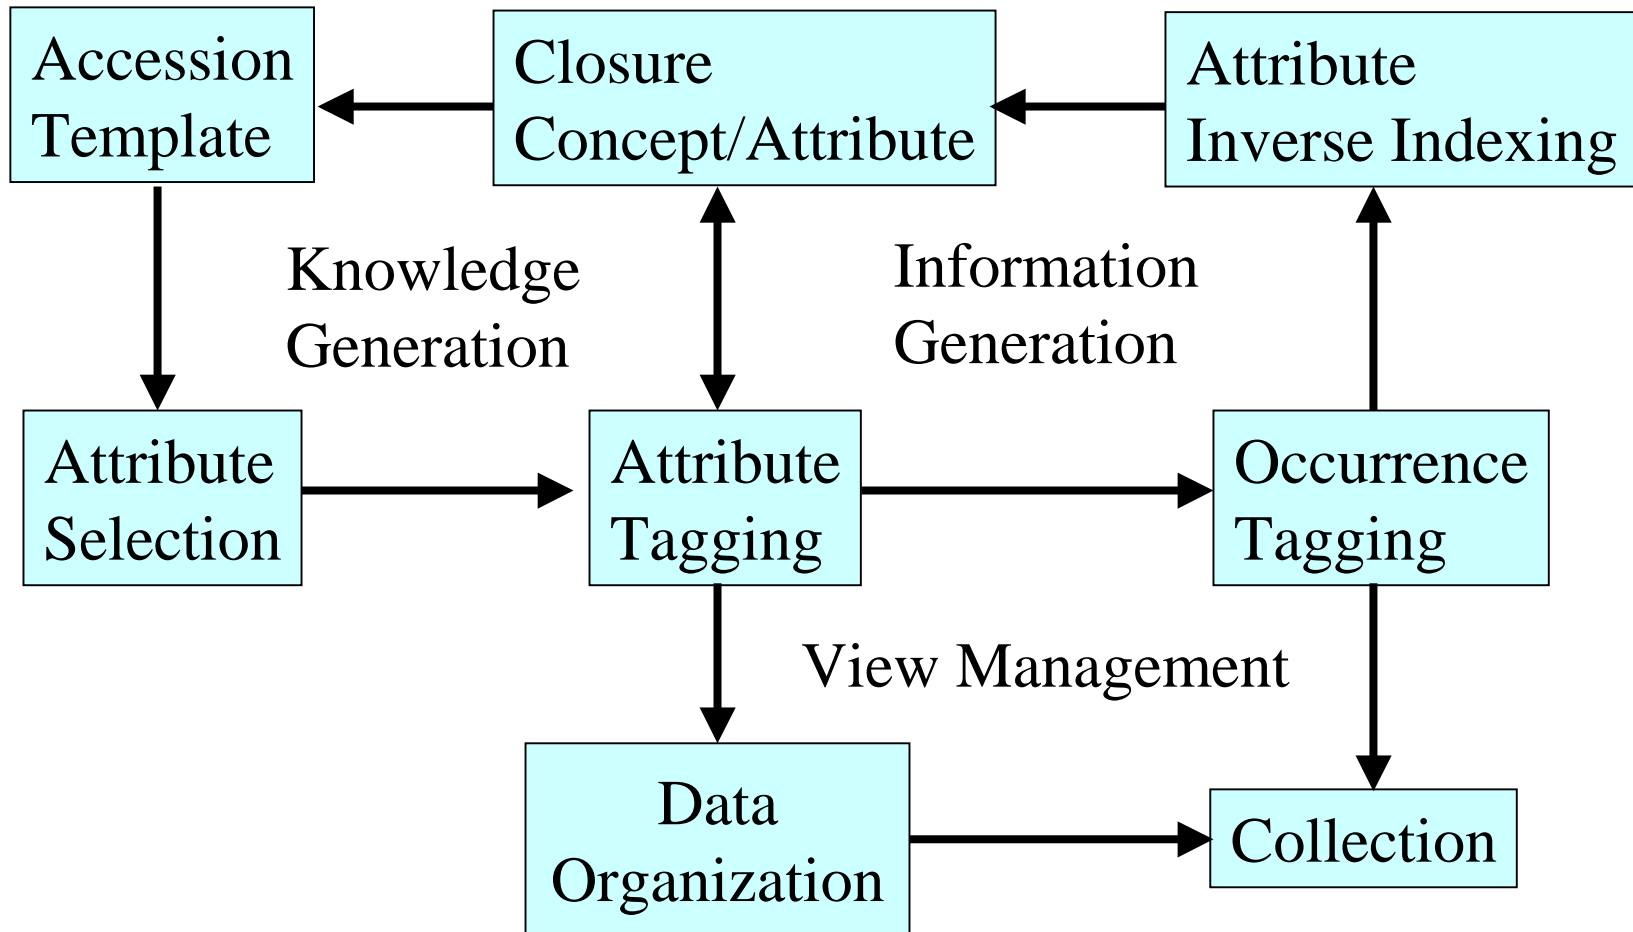 Accession
Template
Closure
Concept/Attribute
Attribute
Inverse Indexing
Knowledge
Generation
Information
Generation
Attribute
Selection
Attribute
Tagging
Occurrence
Tagging
View Management
Data
Organization
Collection